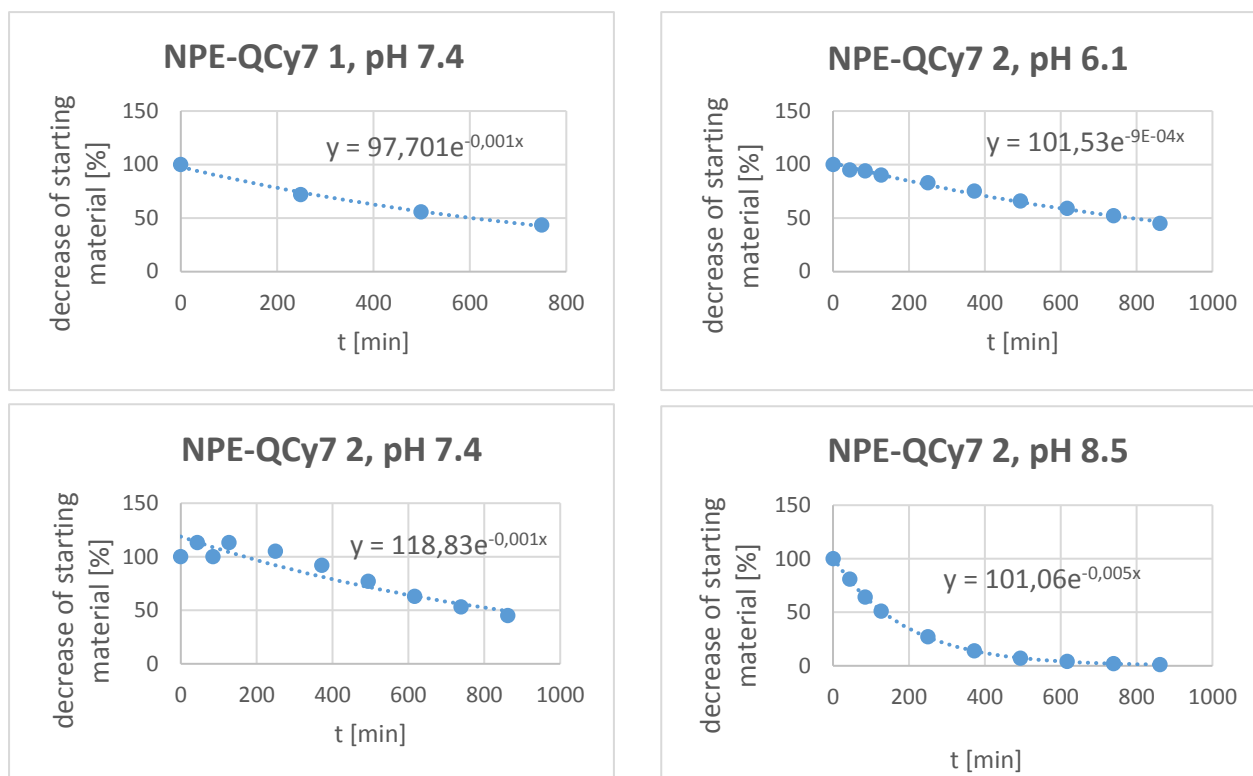 NPE-QCy7 1, pH 7.4
decrease of starting
material [%]
150
100
50
0
y = 97,701e^-0,001x
0 200 400 600 800
t [min]
NPE-QCy7 2, pH 6.1
decrease of starting
material [%]
150
100
50
0
y = 101,53e^-9E-04x
0 200 400 600 800 1000
t [min]
NPE-QCy7 2, pH 7.4
decrease of starting
material [%]
150
100
50
0
y = 118,83e^-0,001x
0 200 400 600 800 1000
t [min]
NPE-QCy7 2, pH 8.5
decrease of starting
material [%]
150
100
50
0
y = 101,06e^-0,005x
0 200 400 600 800 1000
t [min]